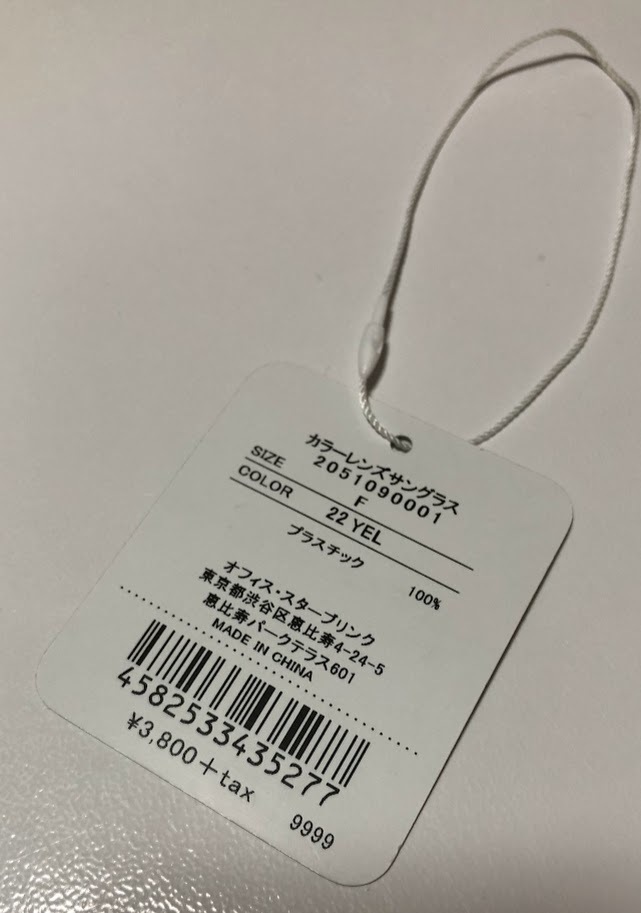 カラーレンズサングラス
2051090001
SIZE F
COLOR 22 YEL
プラスチック 100%
オフィス・スターブリンク
東京都渋谷区恵比寿4-24-5
恵比寿パークテラス601
MADE IN CHINA
4582533435277
¥3,800+tax
9999